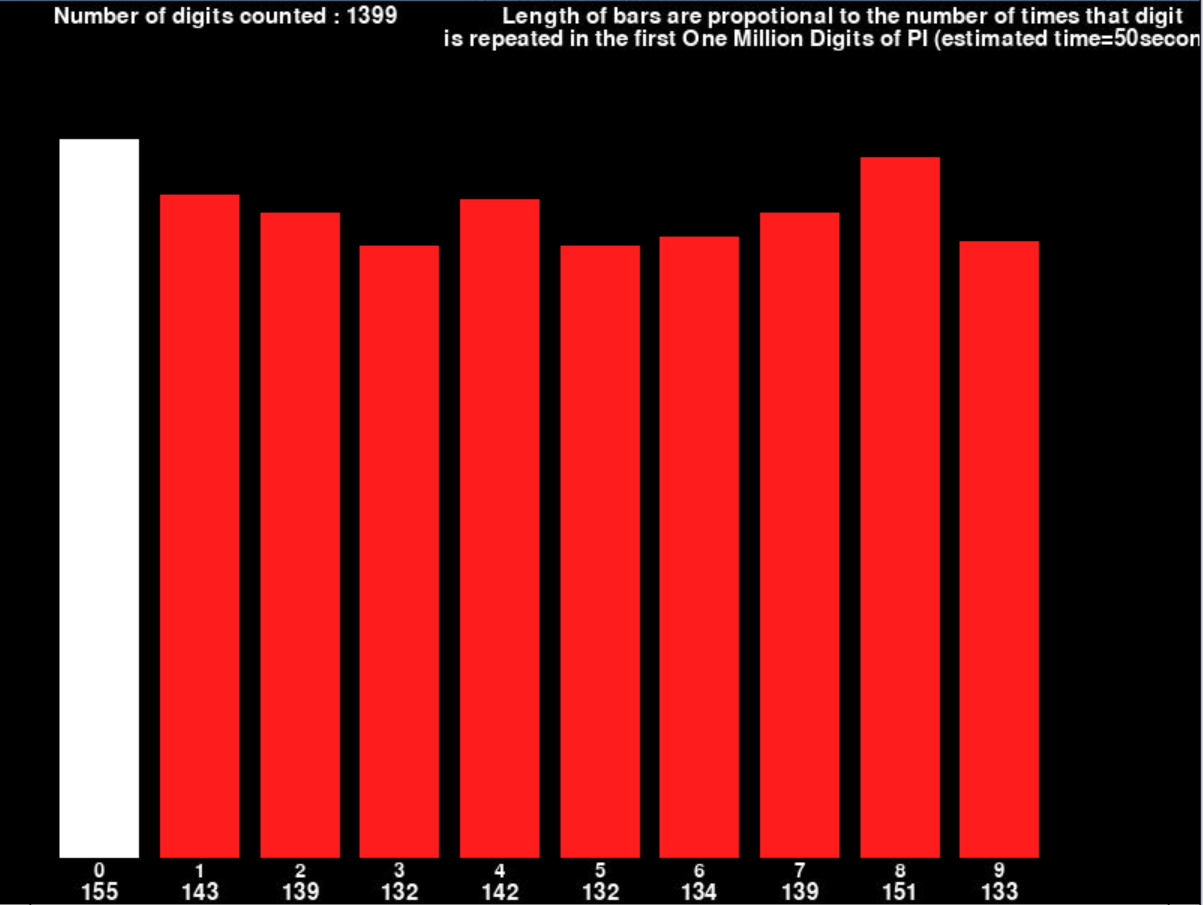 Number of digits counted : 1399
Length of bars are propotional to the number of times that digit
is repeated in the first One Million Digits of PI (estimated time=50secon
0 1 2 3 4 5 6 7 8 9
155 143 139 132 142 132 134 139 151 133